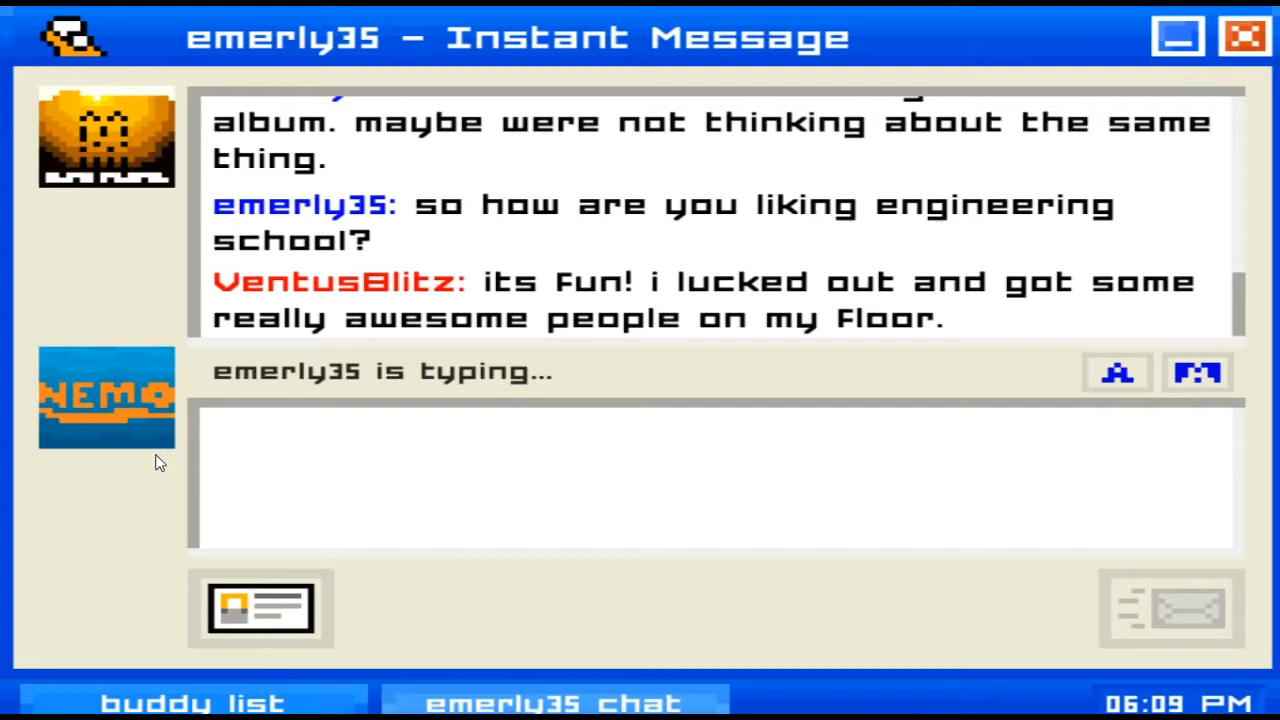 emerly35 - Instant Message
album. maybe were not thinking about the same
thing.
emerly35: so how are you liking engineering
school?
VentusBlitz: its fun! i lucked out and got some
really awesome people on my floor.
NEMO
emerly35 is typing...
A
buddy list
emerly35 chat
06:09 PM